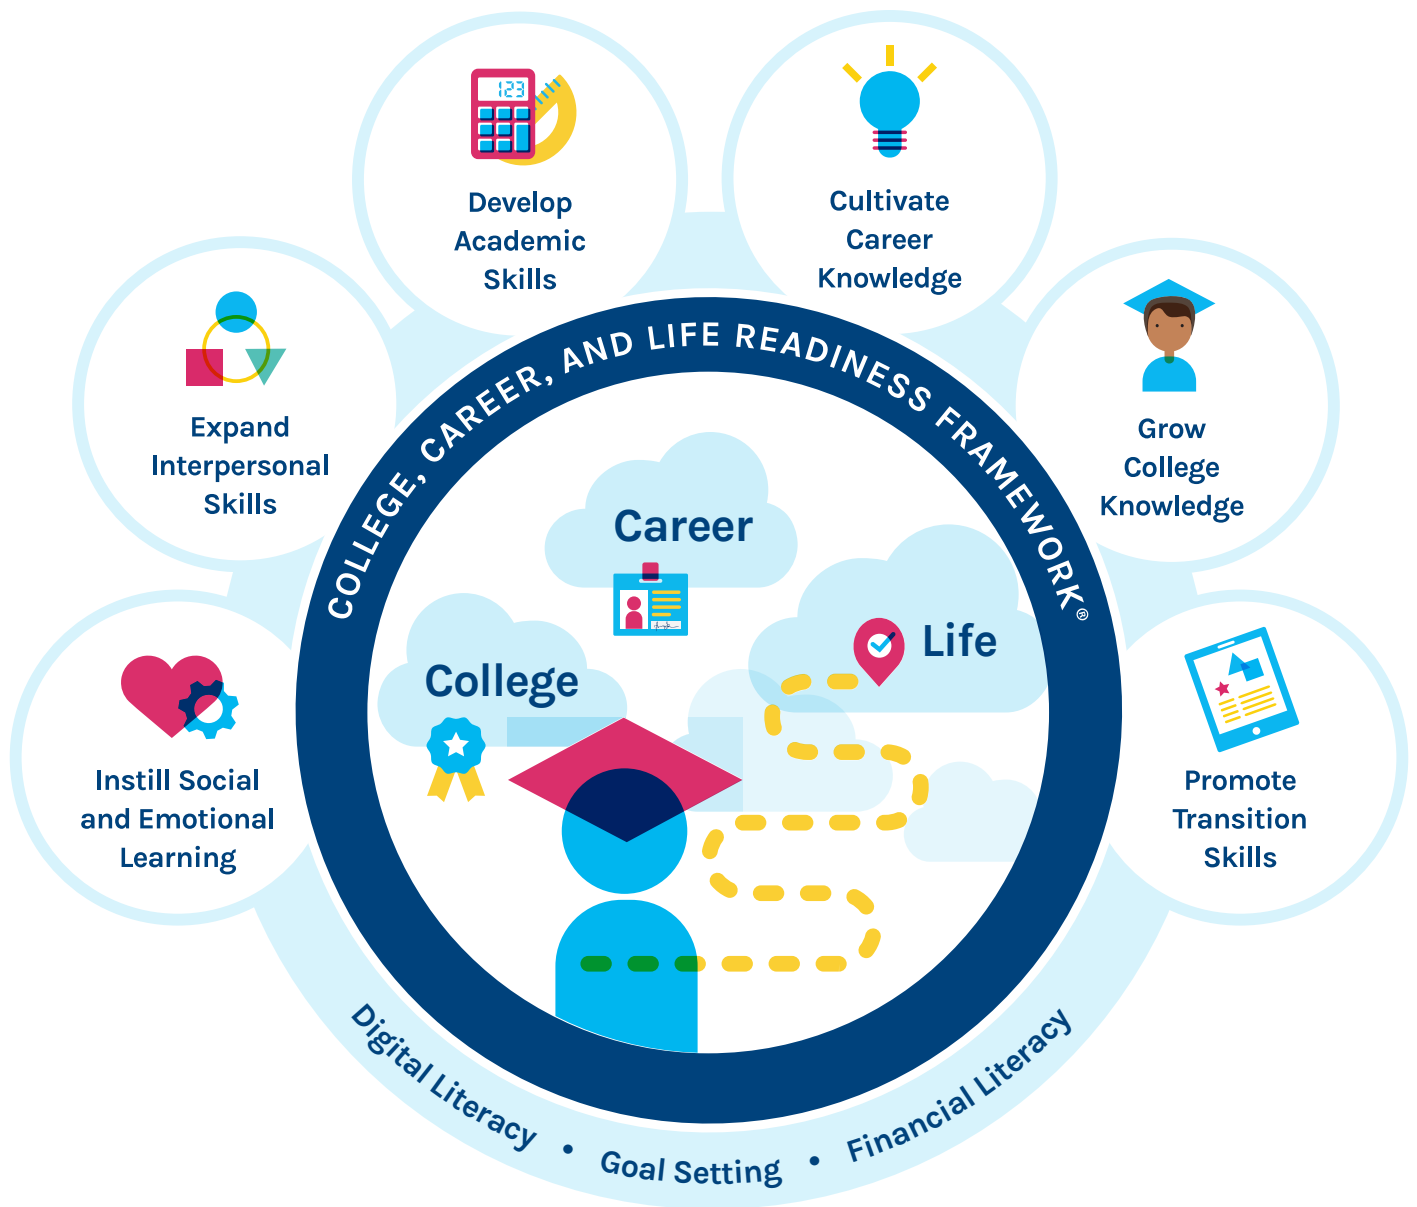 123
Develop
Academic
Skills
Cultivate
Career
Knowledge
Expand
Interpersonal
Skills
Grow
College
Knowledge
Instill Social
and Emotional
Learning
Promote
Transition
Skills
COLLEGE, CAREER, AND LIFE READINESS FRAMEWORK®
Career
College
Life
Digital Literacy • Goal Setting • Financial Literacy